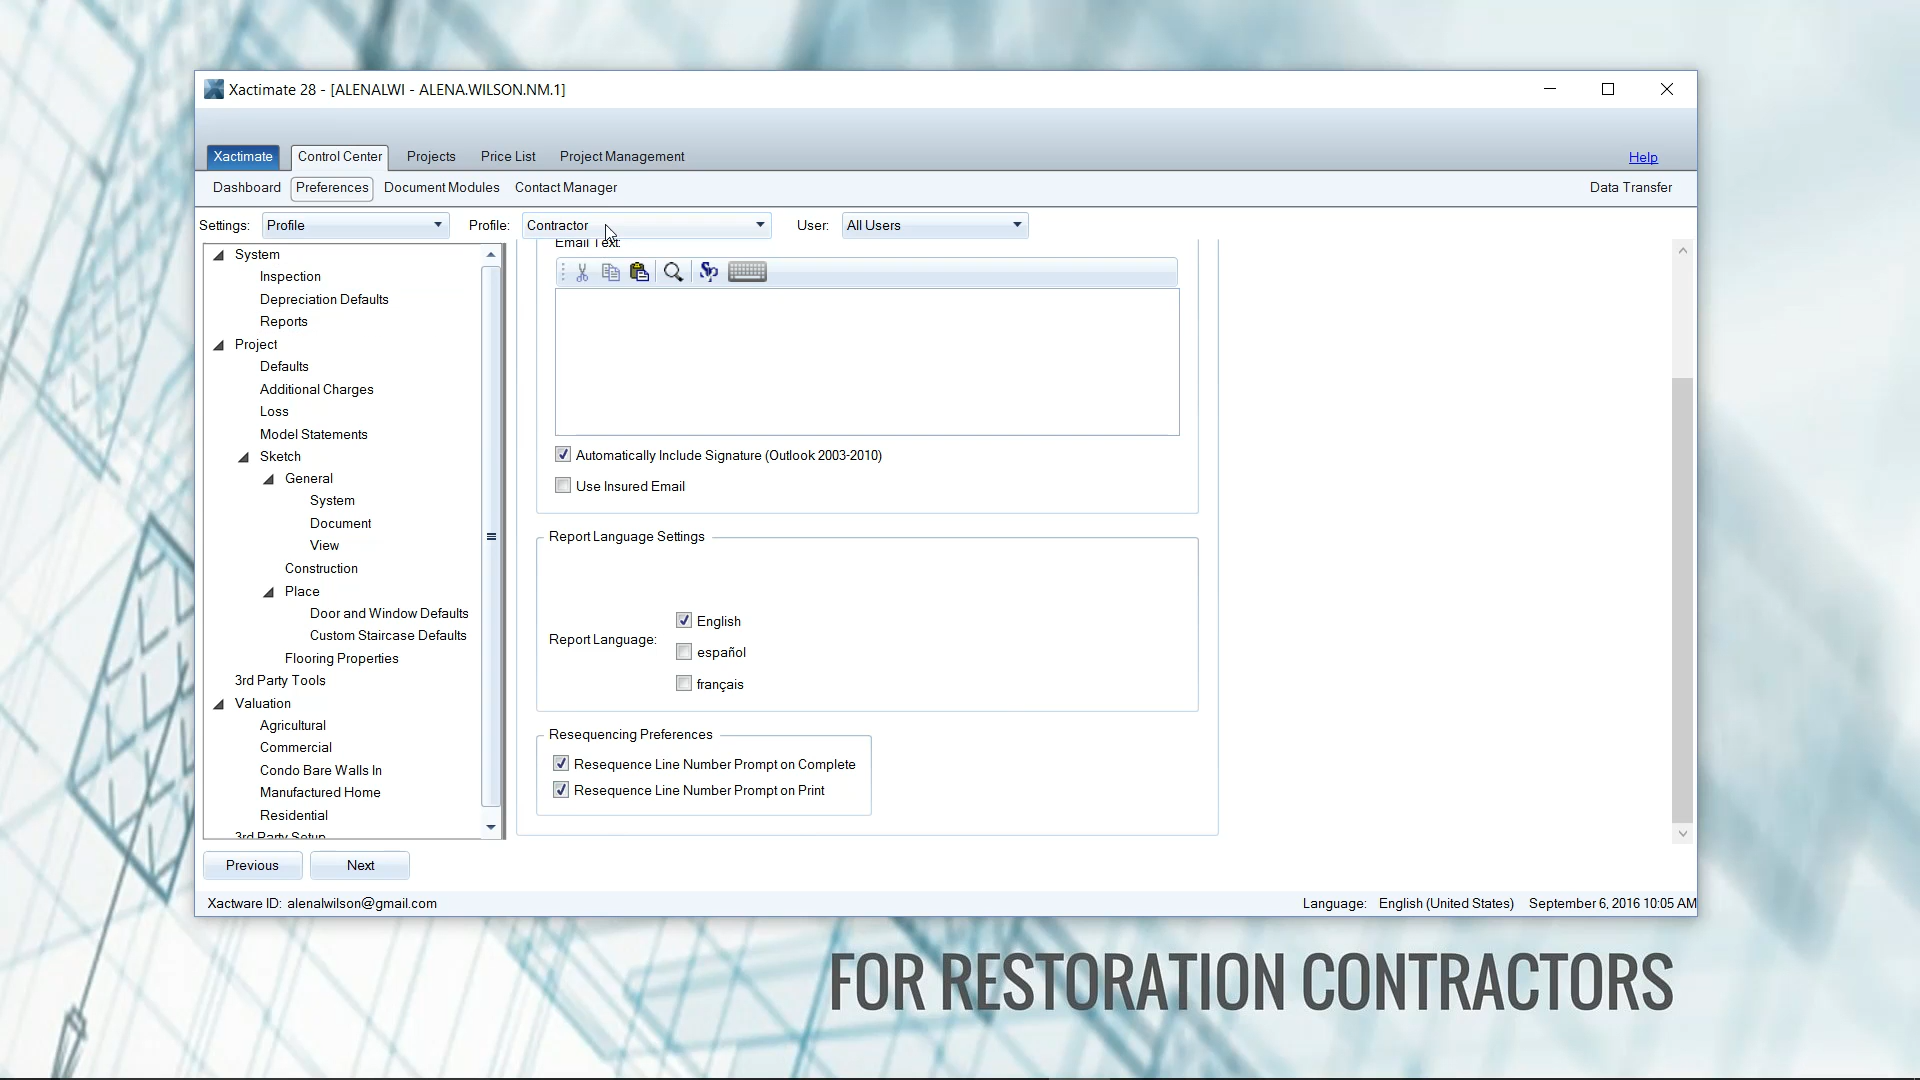 Xactimate 28 - [ALENALWI - ALENA.WILSON.NM.1]
Xactimate Control Center Projects Price List Project Management Help
Dashboard Preferences Document Modules Contact Manager Data Transfer
Settings: Profile Profile: Contractor User: All Users
System
Inspection
Depreciation Defaults
Reports
Project
Defaults
Additional Charges
Loss
Model Statements
Sketch
General
System
Document
View
Construction
Place
Door and Window Defaults
Custom Staircase Defaults
Flooring Properties
3rd Party Tools
Valuation
Agricultural
Commercial
Condo Bare Walls In
Manufactured Home
Residential
3rd Party Setup
Email Text:
Automatically Include Signature (Outlook 2003-2010)
Use Insured Email
Report Language Settings
Report Language:
English
español
français
Resequencing Preferences
Resequence Line Number Prompt on Complete
Resequence Line Number Prompt on Print
Previous Next
Xactware ID: alenalwilson@gmail.com Language: English (United States) September 6, 2016 10:05 AM
FOR RESTORATION CONTRACTORS